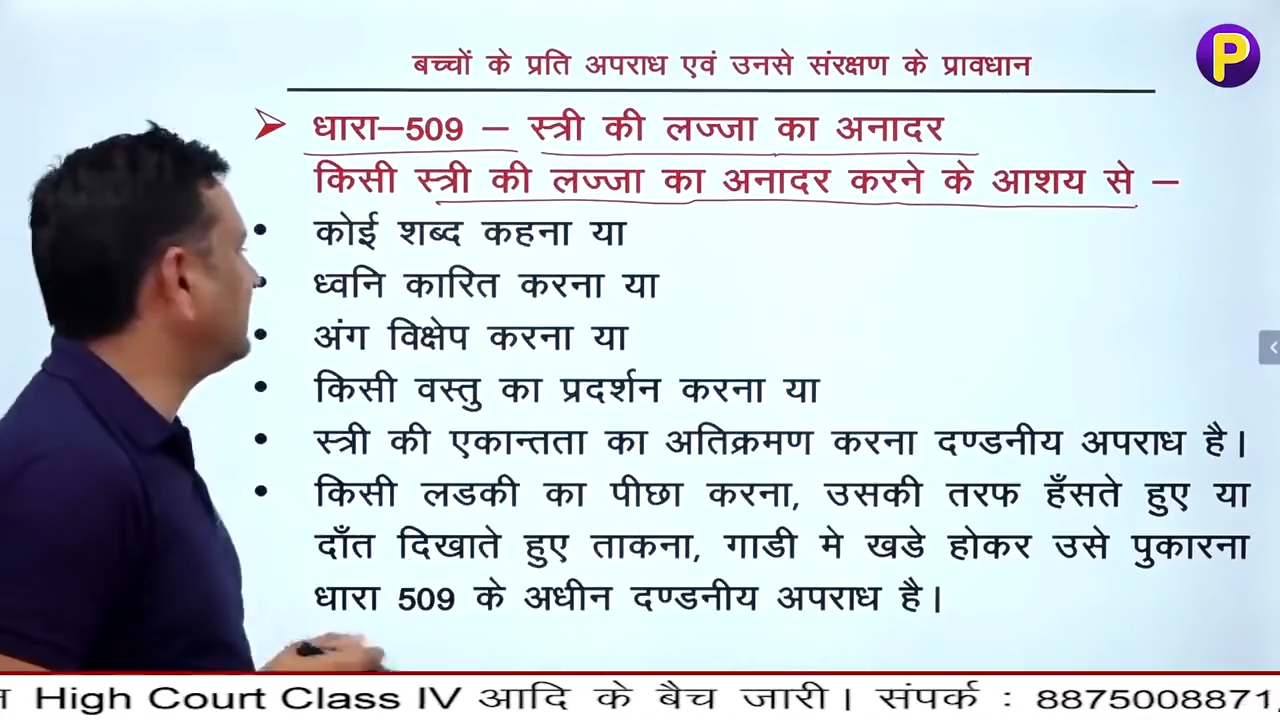 बच्चों के प्रति अपराध एवं उनसे संरक्षण के प्रावधान
P
धारा–509 – स्त्री की लज्जा का अनादर
किसी स्त्री की लज्जा का अनादर करने के आशय से –
कोई शब्द कहना या
ध्वनि कारित करना या
अंग विक्षेप करना या
किसी वस्तु का प्रदर्शन करना या
स्त्री की एकान्तता का अतिक्रमण करना दण्डनीय अपराध है।
किसी लडकी का पीछा करना, उसकी तरफ हँसते हुए या
दाँत दिखाते हुए ताकना, गाडी मे खडे होकर उसे पुकारना
धारा 509 के अधीन दण्डनीय अपराध है।
High Court Class IV आदि के बैच जारी। संपर्क : 8875008871,